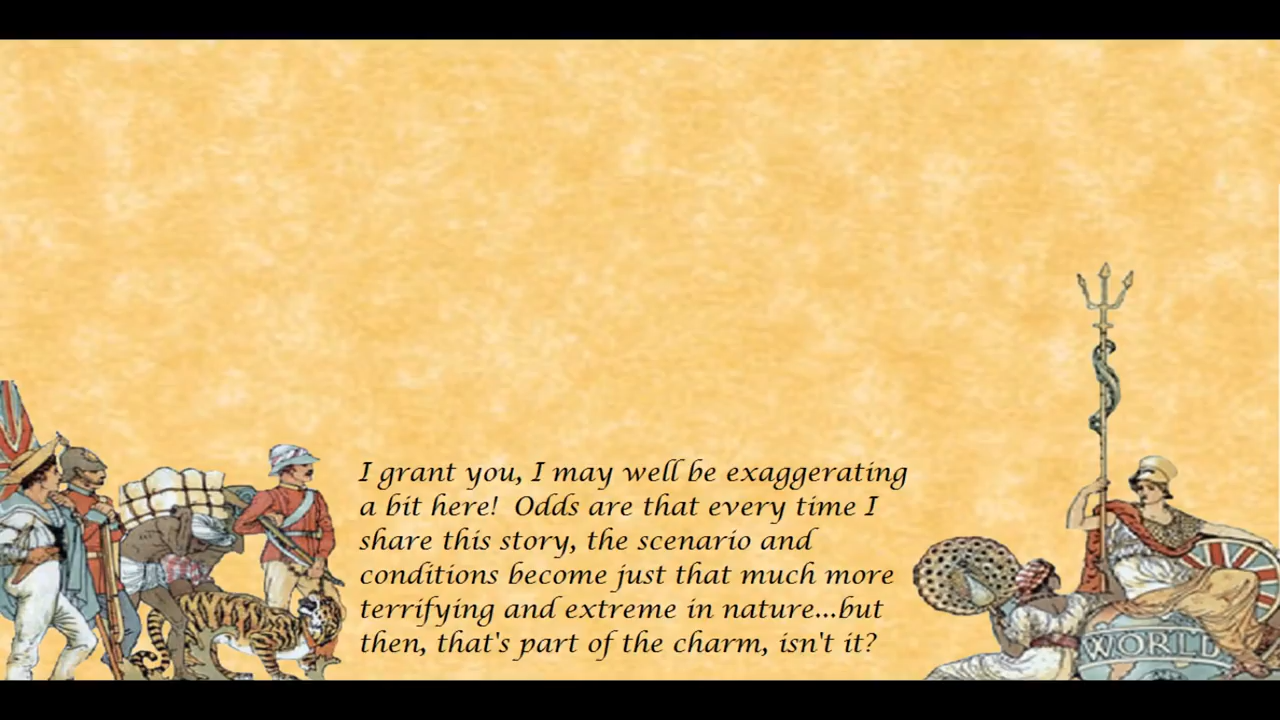 I grant you, I may well be exaggerating
a bit here!  Odds are that every time I
share this story, the scenario and
conditions become just that much more
terrifying and extreme in nature...but
then, that's part of the charm, isn't it?
WORLD